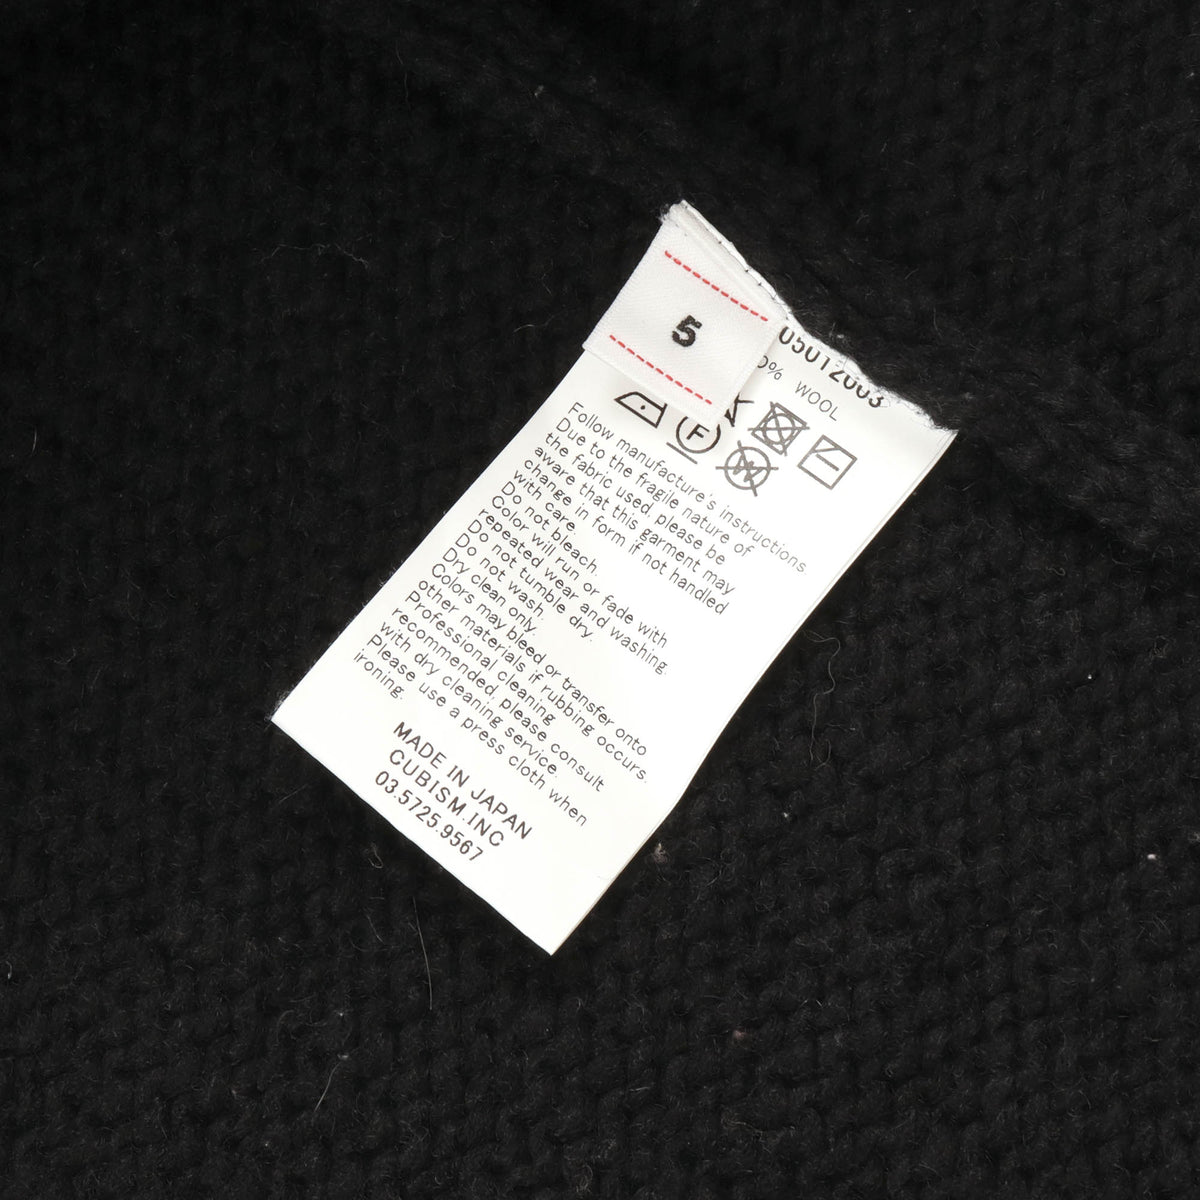 5
05012003
0% WOOL
F
W
Follow manufacture's instructions.
Due to the fragile nature of
the fabric used, please be
aware that this garment may
change in form if not handled
with care.
Do not bleach.
Color will run or fade with
repeated wear and washing.
Do not tumble dry.
Do not wash.
Dry clean only.
Colors may bleed or transfer onto
other materials if rubbing occurs.
Professional cleaning
recommended, please consult
with dry cleaning service.
Please use a press cloth when
ironing.
MADE IN JAPAN
CUBISM.INC
03.5725.9567